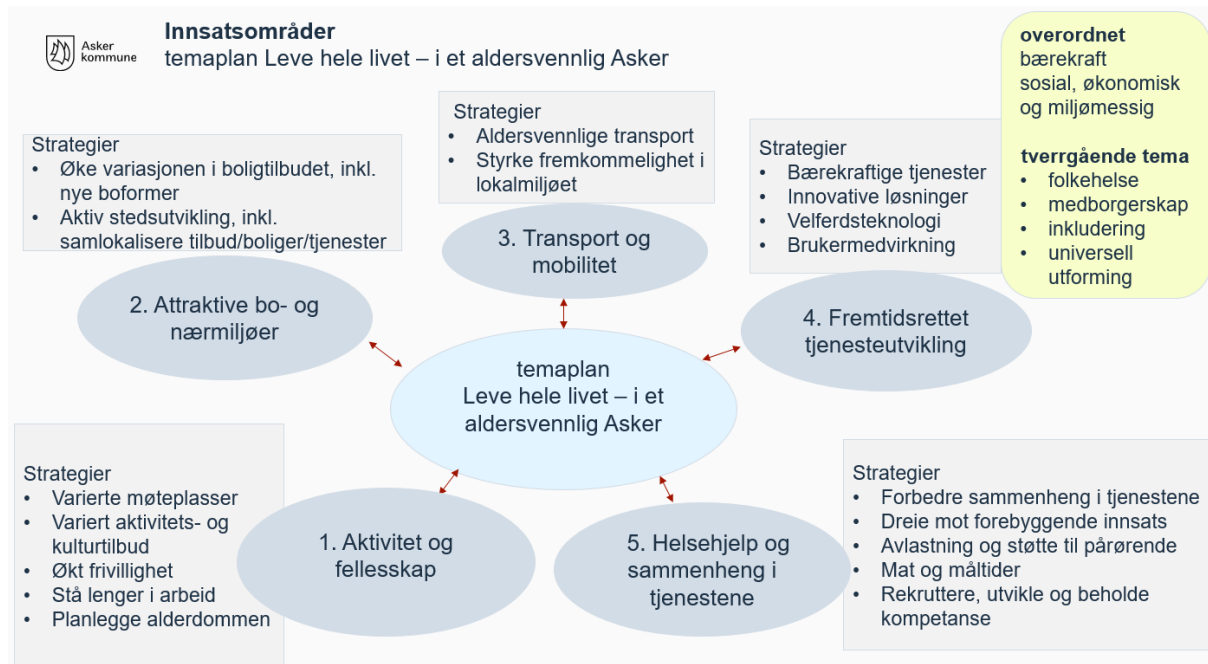 Asker
kommune
Innsatsområder
temaplan Leve hele livet – i et aldersvennlig Asker
overordnet
bærekraft
sosial, økonomisk
og miljømessig
tverrgående tema
• folkehelse
• medborgerskap
• inkludering
• universell
utforming
Strategier
• Øke variasjonen i boligtilbudet, inkl.
nye boformer
• Aktiv stedsutvikling, inkl.
samlokalisere tilbud/boliger/tjenester
2. Attraktive bo- og
nærmiljøer
Strategier
• Aldersvennlige transport
• Styrke fremkommelighet i
lokalmiljøet
3. Transport og
mobilitet
Strategier
• Bærekraftige tjenester
• Innovative løsninger
• Velferdsteknologi
• Brukermedvirkning
4. Fremtidsrettet
tjenesteutvikling
temaplan
Leve hele livet – i et
aldersvennlig Asker
Strategier
• Varierte møteplasser
• Variert aktivitets- og
kulturtilbud
• Økt frivillighet
• Stå lenger i arbeid
• Planlegge alderdommen
1. Aktivitet og
fellesskap
5. Helsehjelp og
sammenheng i
tjenestene
Strategier
• Forbedre sammenheng i tjenestene
• Dreie mot forebyggende innsats
• Avlastning og støtte til pårørende
• Mat og måltider
• Rekruttere, utvikle og beholde
kompetanse